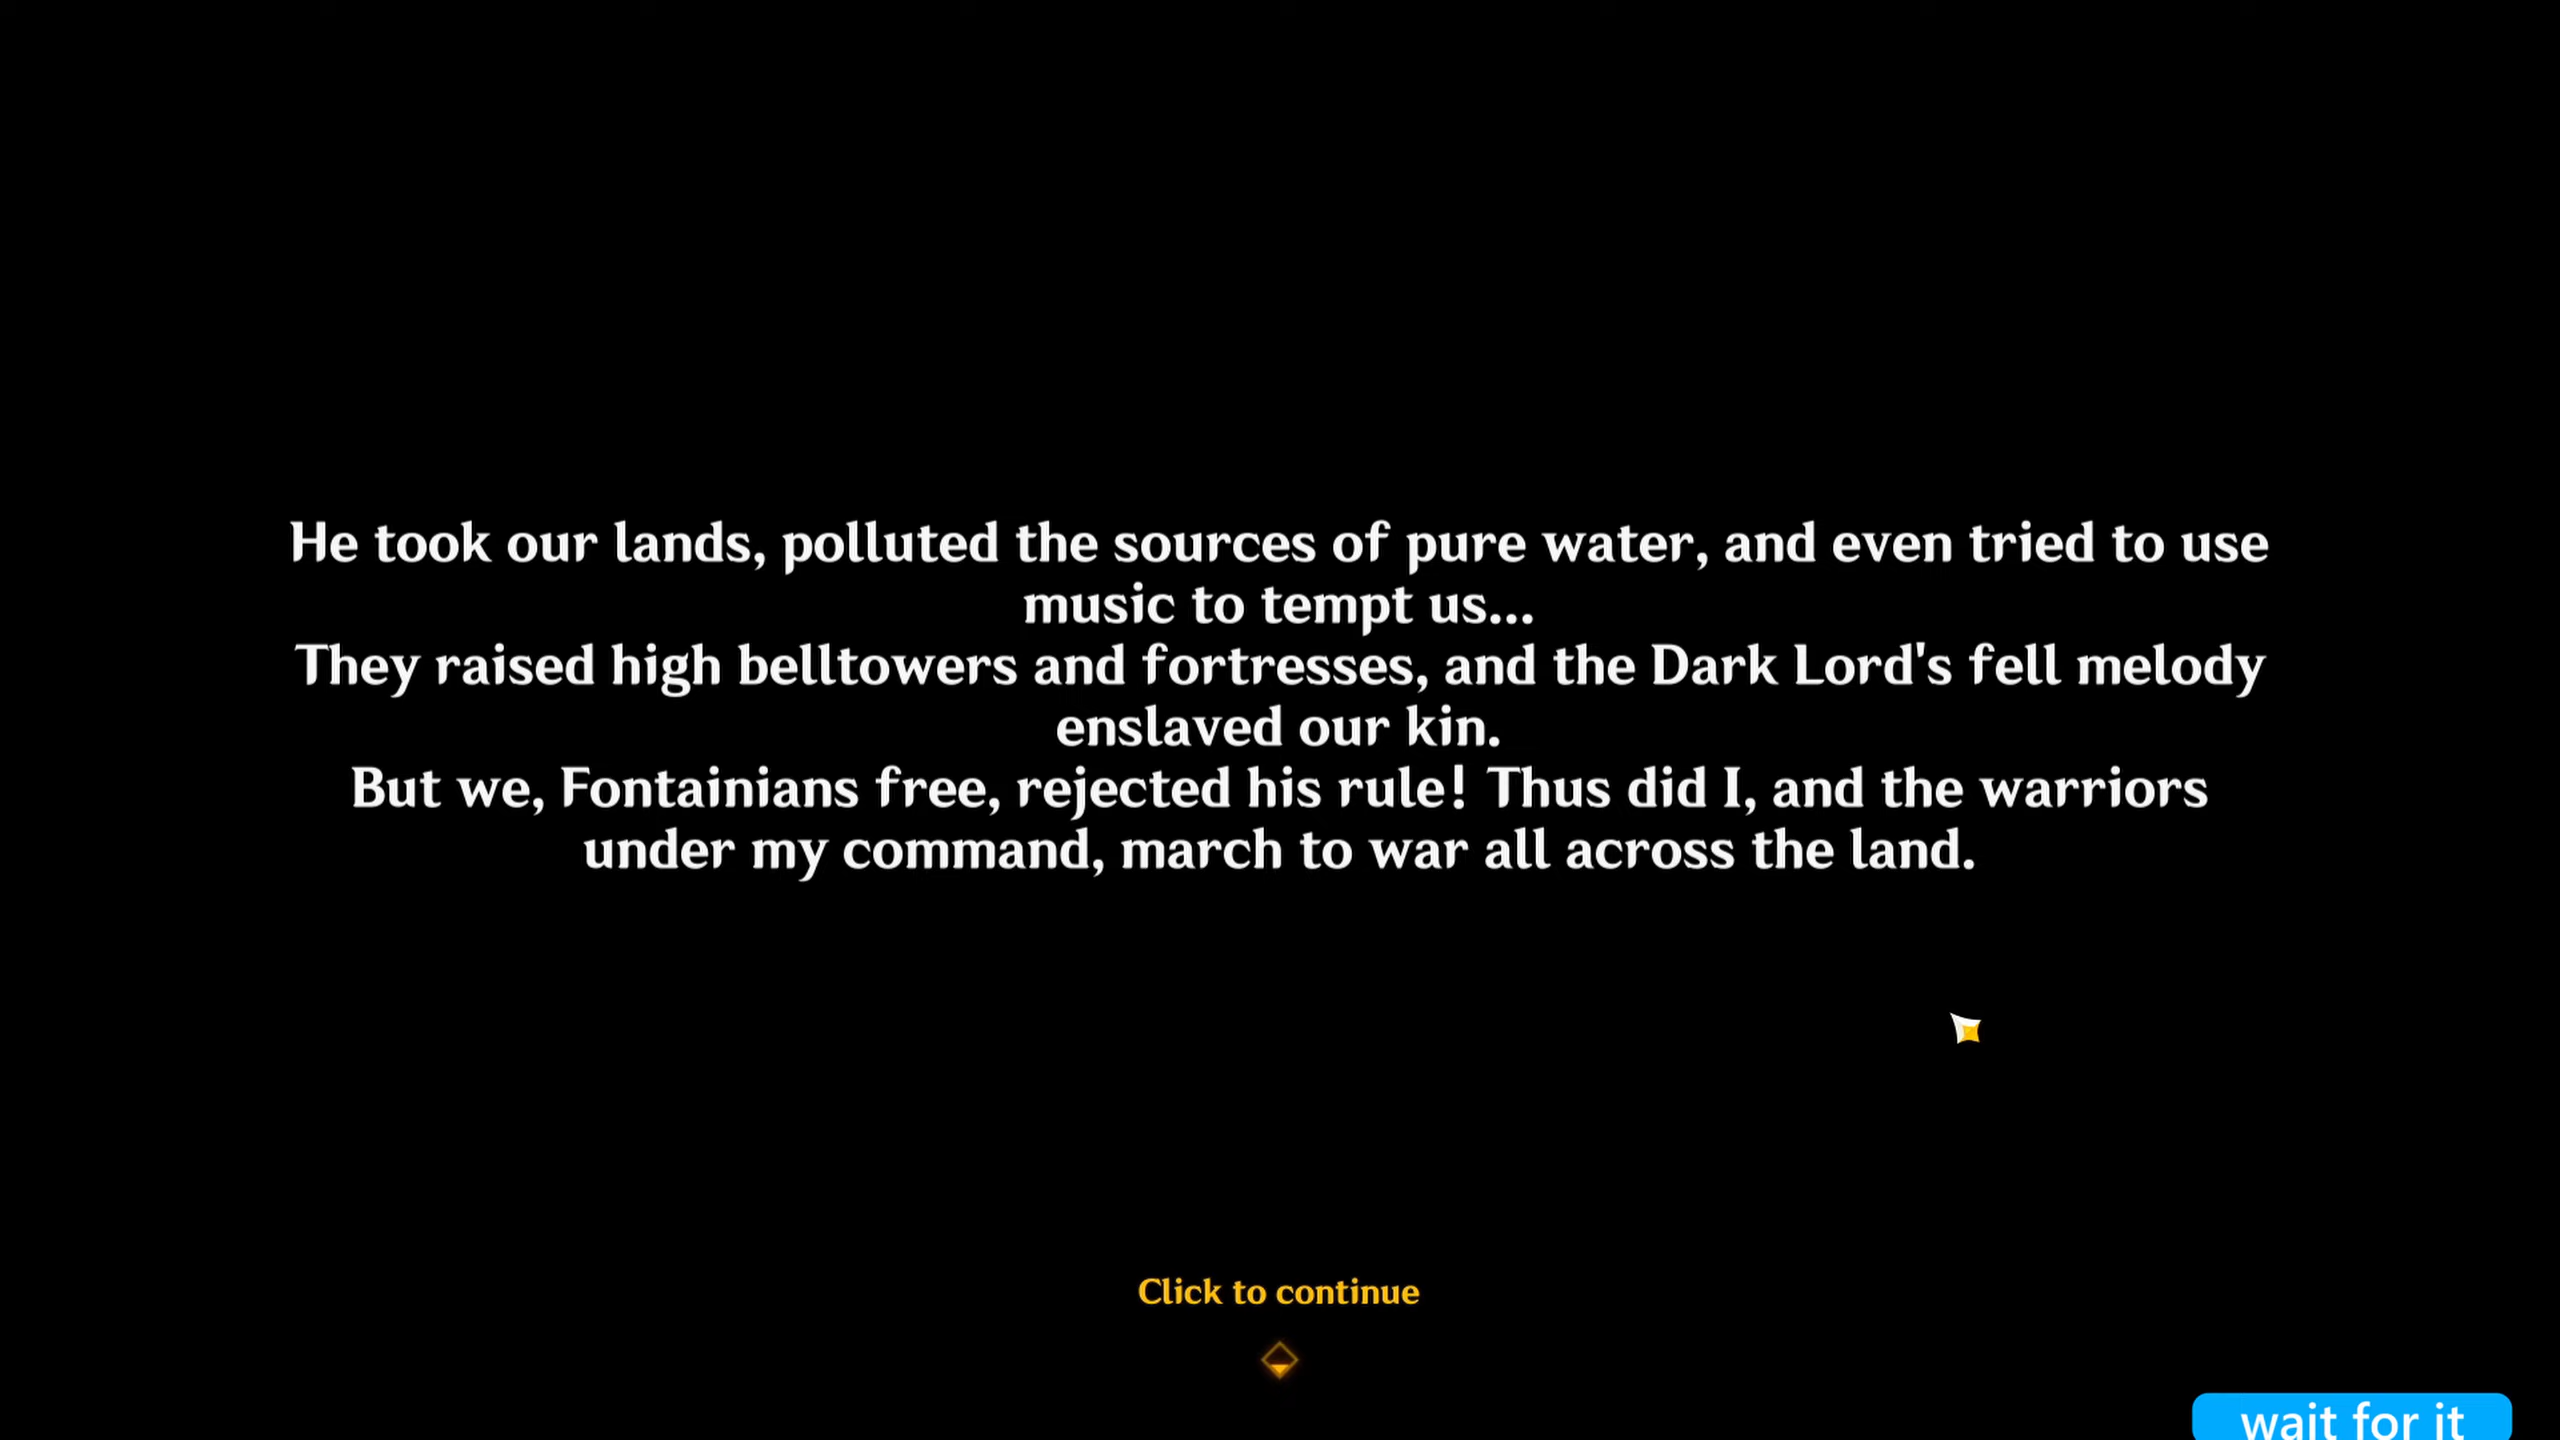 He took our lands, polluted the sources of pure water, and even tried to use
music to tempt us...
They raised high belltowers and fortresses, and the Dark Lord's fell melody
enslaved our kin.
But we, Fontainians free, rejected his rule! Thus did I, and the warriors
under my command, march to war all across the land.
Click to continue
wait for it